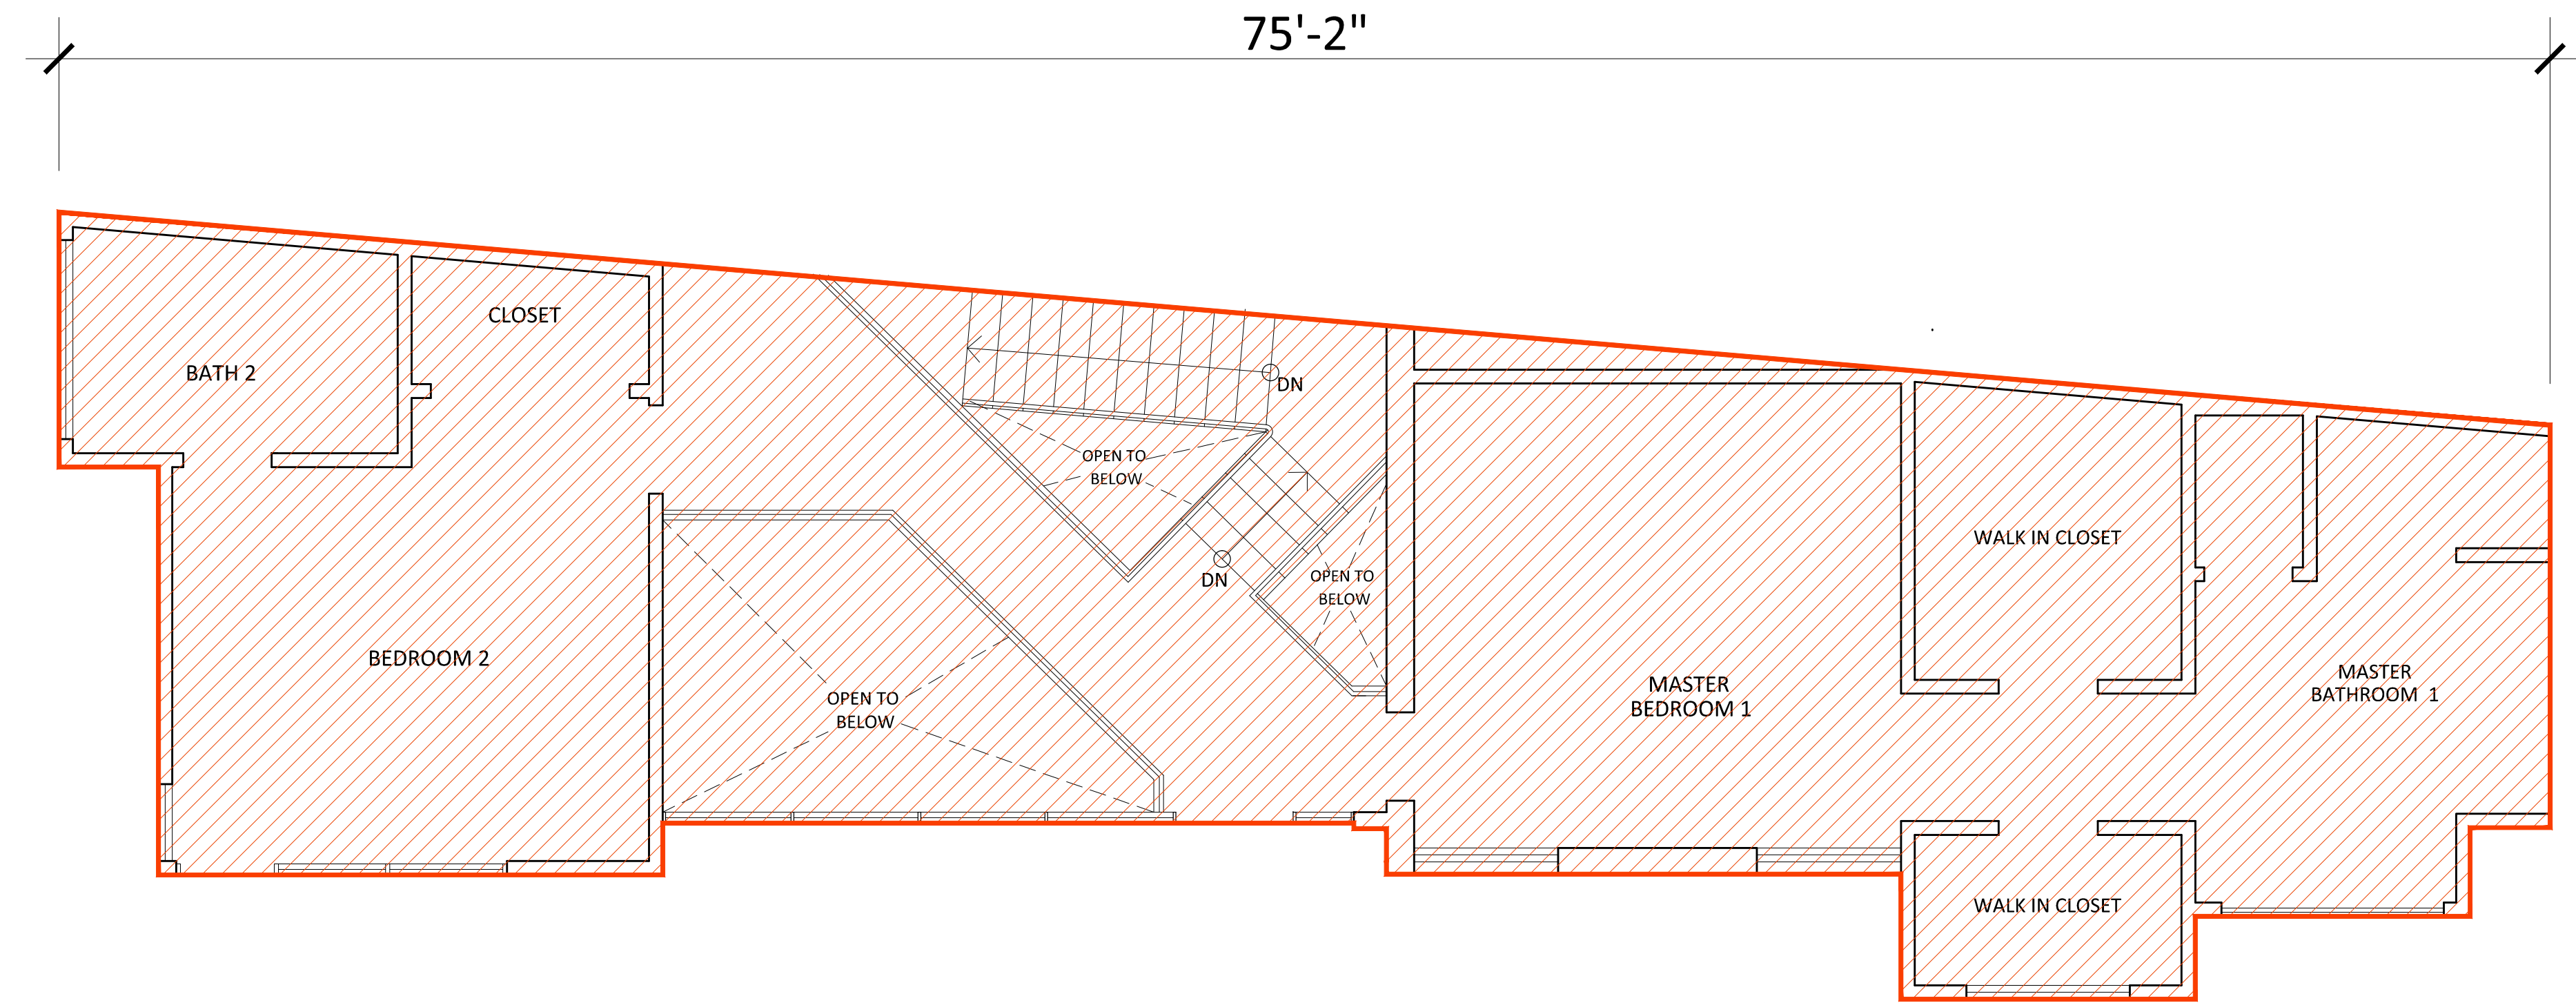 75'-2"
CLOSET
BATH 2
DN
OPEN TO
BELOW
WALK IN CLOSET
DN
OPEN TO
BELOW
BEDROOM 2
MASTER
BATHROOM 1
MASTER
BEDROOM 1
OPEN TO
BELOW
WALK IN CLOSET